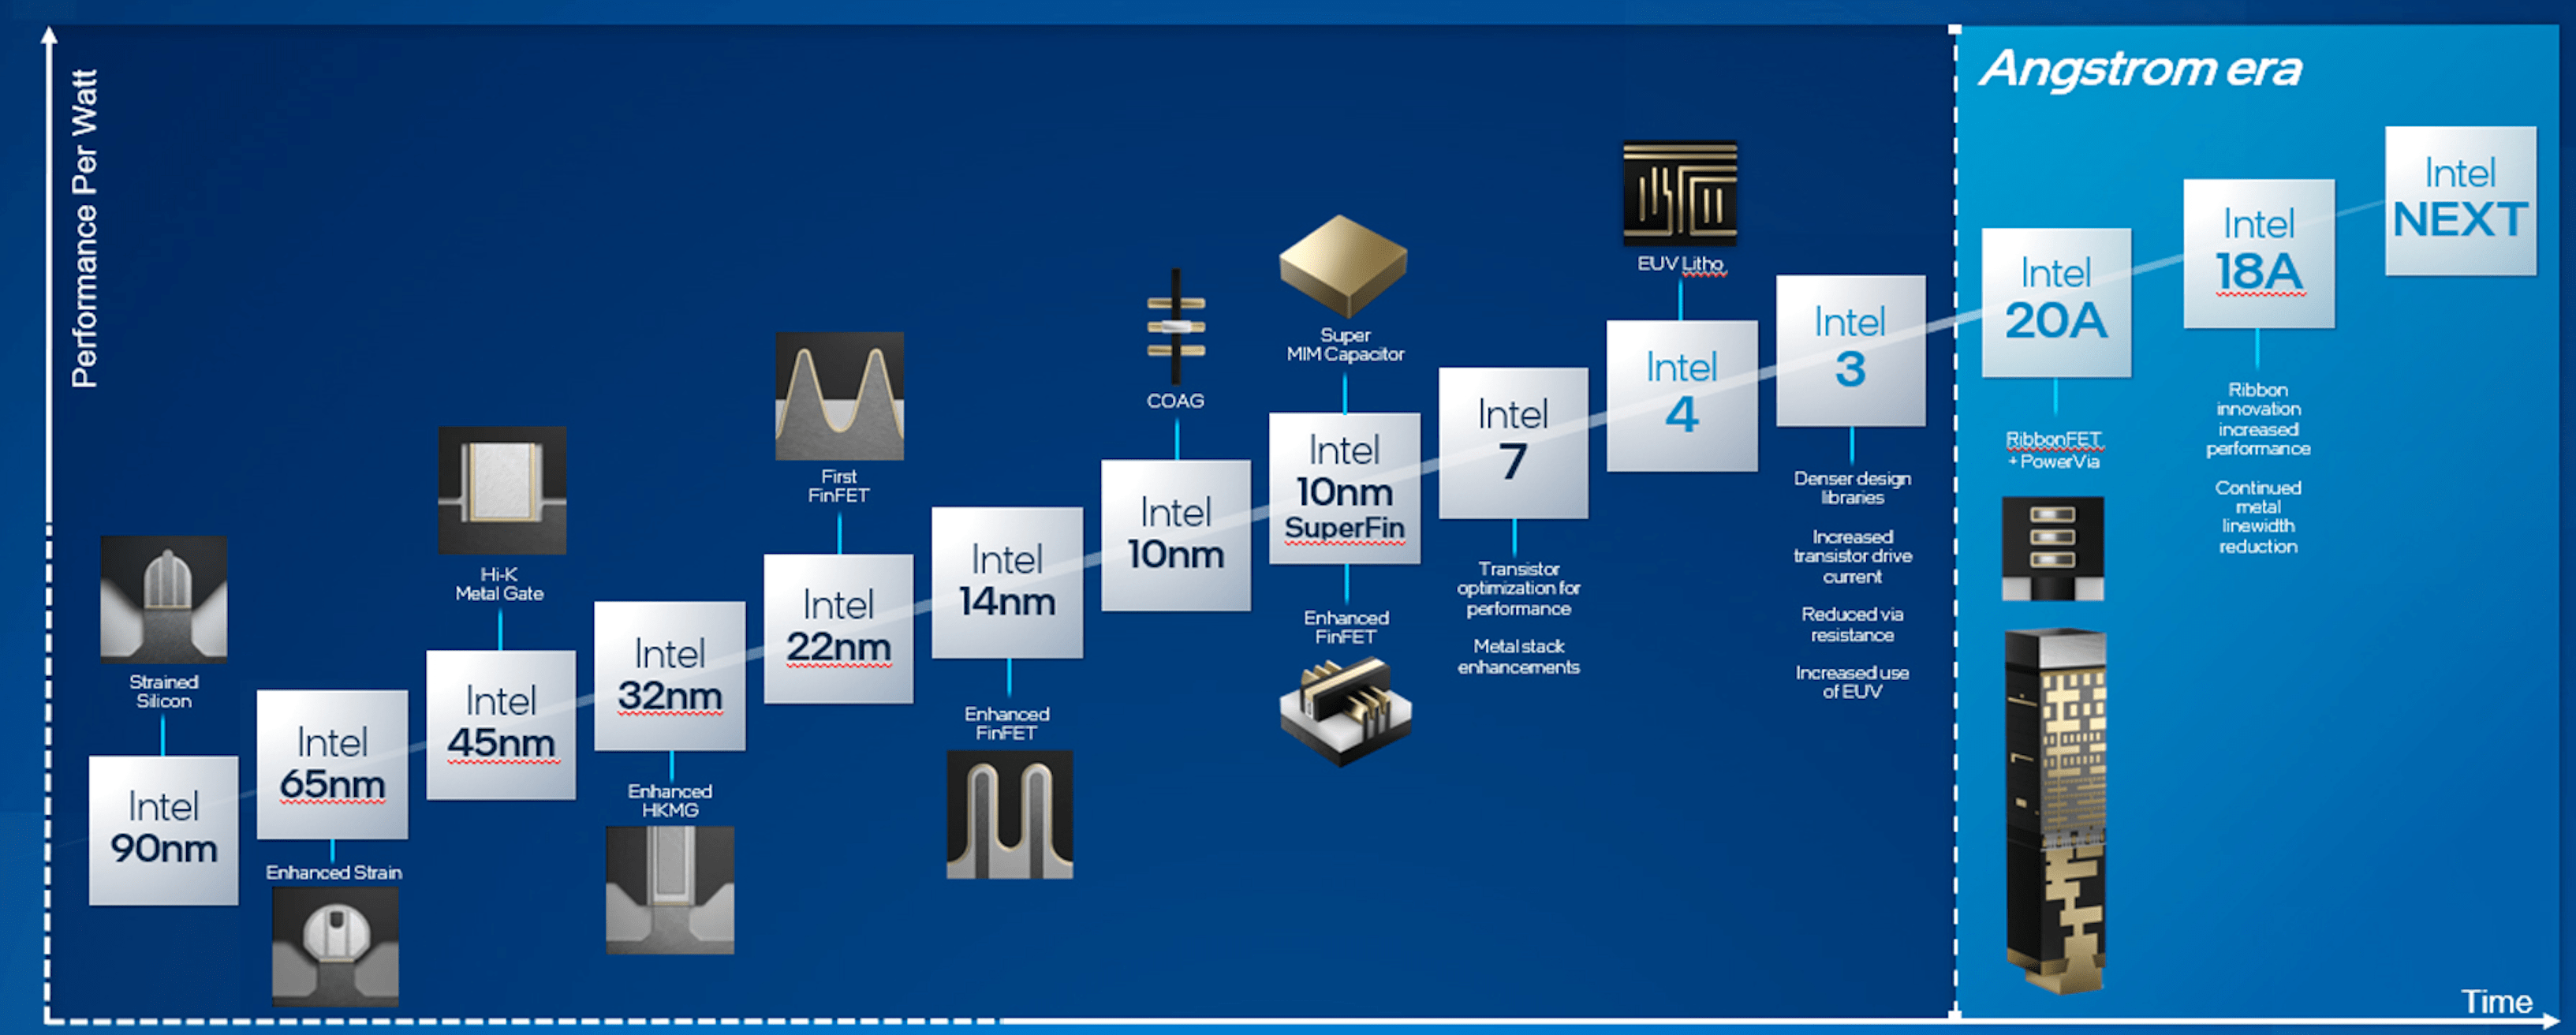 Performance Per Watt
Angstrom era
Strained
Silicon
Intel
90nm
Intel
65nm
Enhanced Strain
Hi-K
Metal Gate
Intel
45nm
Intel
32nm
Enhanced
HKMG
First
FinFET
Intel
22nm
Intel
14nm
Enhanced
FinFET
COAG
Intel
10nm
Super
MIM Capacitor
Intel
10nm
SuperFin
Enhanced
FinFET
Intel
7
Transistor
optimization for
performance
Metal stack
enhancements
EUV Litho
Intel
4
Intel
3
Denser design
libraries
Increased
transistor drive
current
Reduced via
resistance
Increased use
of EUV
Intel
20A
RibbonFET
+ PowerVia
Intel
18A
Ribbon
innovation
increased
performance
Continued
metal
linewidth
reduction
Intel
NEXT
Time